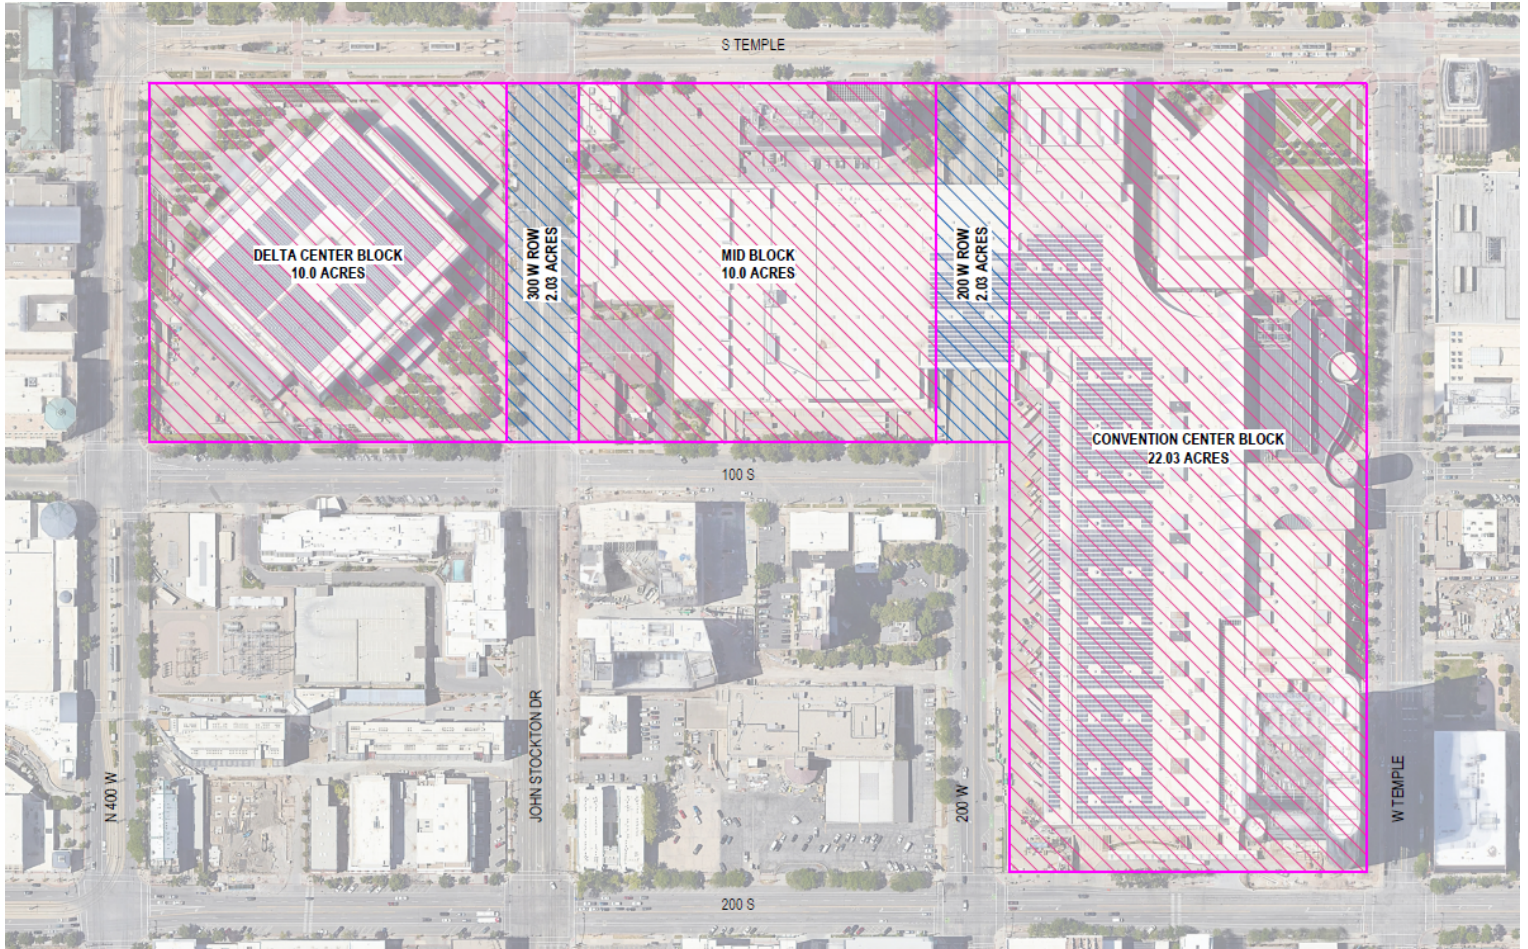 S TEMPLE
DELTA CENTER BLOCK
10.0 ACRES
300 W ROW
2.03 ACRES
MID BLOCK
10.0 ACRES
200 W ROW
2.03 ACRES
CONVENTION CENTER BLOCK
22.03 ACRES
100 S
N 400 W
JOHN STOCKTON DR
200 W
W TEMPLE
200 S